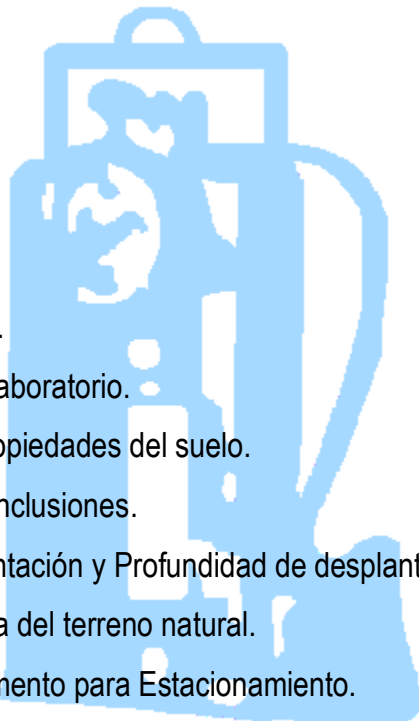 .
aboratorio.
opiedades del suelo.
nclusiones.
ntación y Profundidad de desplant
a del terreno natural.
mento para Estacionamiento.